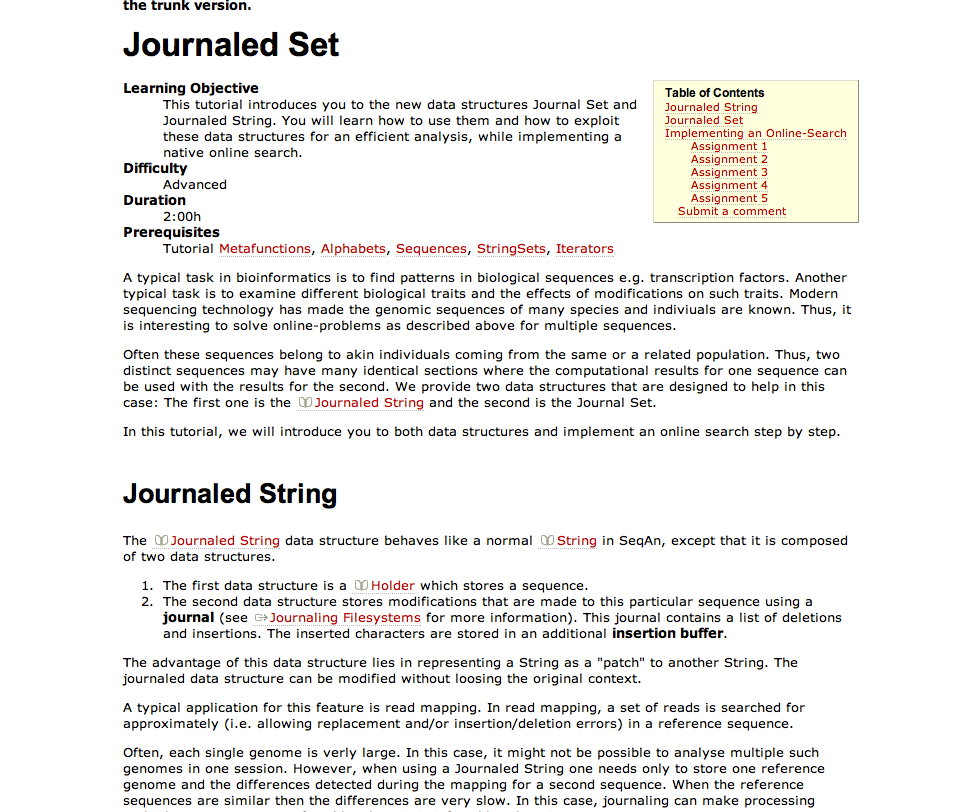 the trunk version.
Journaled Set
Learning Objective
This tutorial introduces you to the new data structures Journal Set and
Journaled String. You will learn how to use them and how to exploit
these data structures for an efficient analysis, while implementing a
native online search.
Difficulty
Advanced
Duration
2:00h
Prerequisites
Tutorial Metafunctions, Alphabets, Sequences, StringSets, Iterators
Table of Contents
Journaled String
Journaled Set
Implementing an Online-Search
Assignment 1
Assignment 2
Assignment 3
Assignment 4
Assignment 5
Submit a comment
A typical task in bioinformatics is to find patterns in biological sequences e.g. transcription factors. Another
typical task is to examine different biological traits and the effects of modifications on such traits. Modern
sequencing technology has made the genomic sequences of many species and indiviuals are known. Thus, it
is interesting to solve online-problems as described above for multiple sequences.
Often these sequences belong to akin individuals coming from the same or a related population. Thus, two
distinct sequences may have many identical sections where the computational results for one sequence can
be used with the results for the second. We provide two data structures that are designed to help in this
case: The first one is the Journaled String and the second is the Journal Set.
In this tutorial, we will introduce you to both data structures and implement an online search step by step.
Journaled String
The Journaled String data structure behaves like a normal String in SeqAn, except that it is composed
of two data structures.
1. The first data structure is a Holder which stores a sequence.
2. The second data structure stores modifications that are made to this particular sequence using a
journal (see Journaling Filesystems for more information). This journal contains a list of deletions
and insertions. The inserted characters are stored in an additional insertion buffer.
The advantage of this data structure lies in representing a String as a "patch" to another String. The
journaled data structure can be modified without loosing the original context.
A typical application for this feature is read mapping. In read mapping, a set of reads is searched for
approximately (i.e. allowing replacement and/or insertion/deletion errors) in a reference sequence.
Often, each single genome is verly large. In this case, it might not be possible to analyse multiple such
genomes in one session. However, when using a Journaled String one needs only to store one reference
genome and the differences detected during the mapping for a second sequence. When the reference
sequences are similar then the differences are very slow. In this case, journaling can make processing